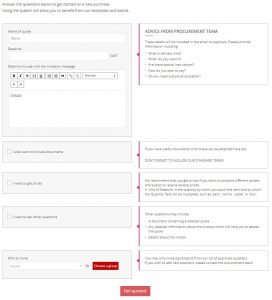 Answer the questions below to get started on a new purchase.
Using the system will allow you to benefit from our templates and advice.
Name of quote
Name
Deadline
GMT
Details to include with the invitation message
Normal
Details
ADVICE FROM PROCUREMENT TEAM
These details will be included in the email to suppliers. Please provide information including:
What is being done?
When do you want it?
Are there special instructions?
How do you plan to pay?
Do you need a physical quotation?
I also want to include documents
If you have useful documents then these can be attached here too.
DON'T FORGET TO INCLUDE OUR STANDARD TERMS
I want to get prices
We recommend that you get prices if you want to compare different quotes and expect to receive several prices
I want to ask other questions
Other questions may include:
A document containing a detailed quote
Any detailed information about the product which will help you to assess the quote
Details about the vendor
Who to invite
Or
Choose a group
You may only invite participants from our list of approved suppliers.
If you wish to add new suppliers, please contact the procurement team.